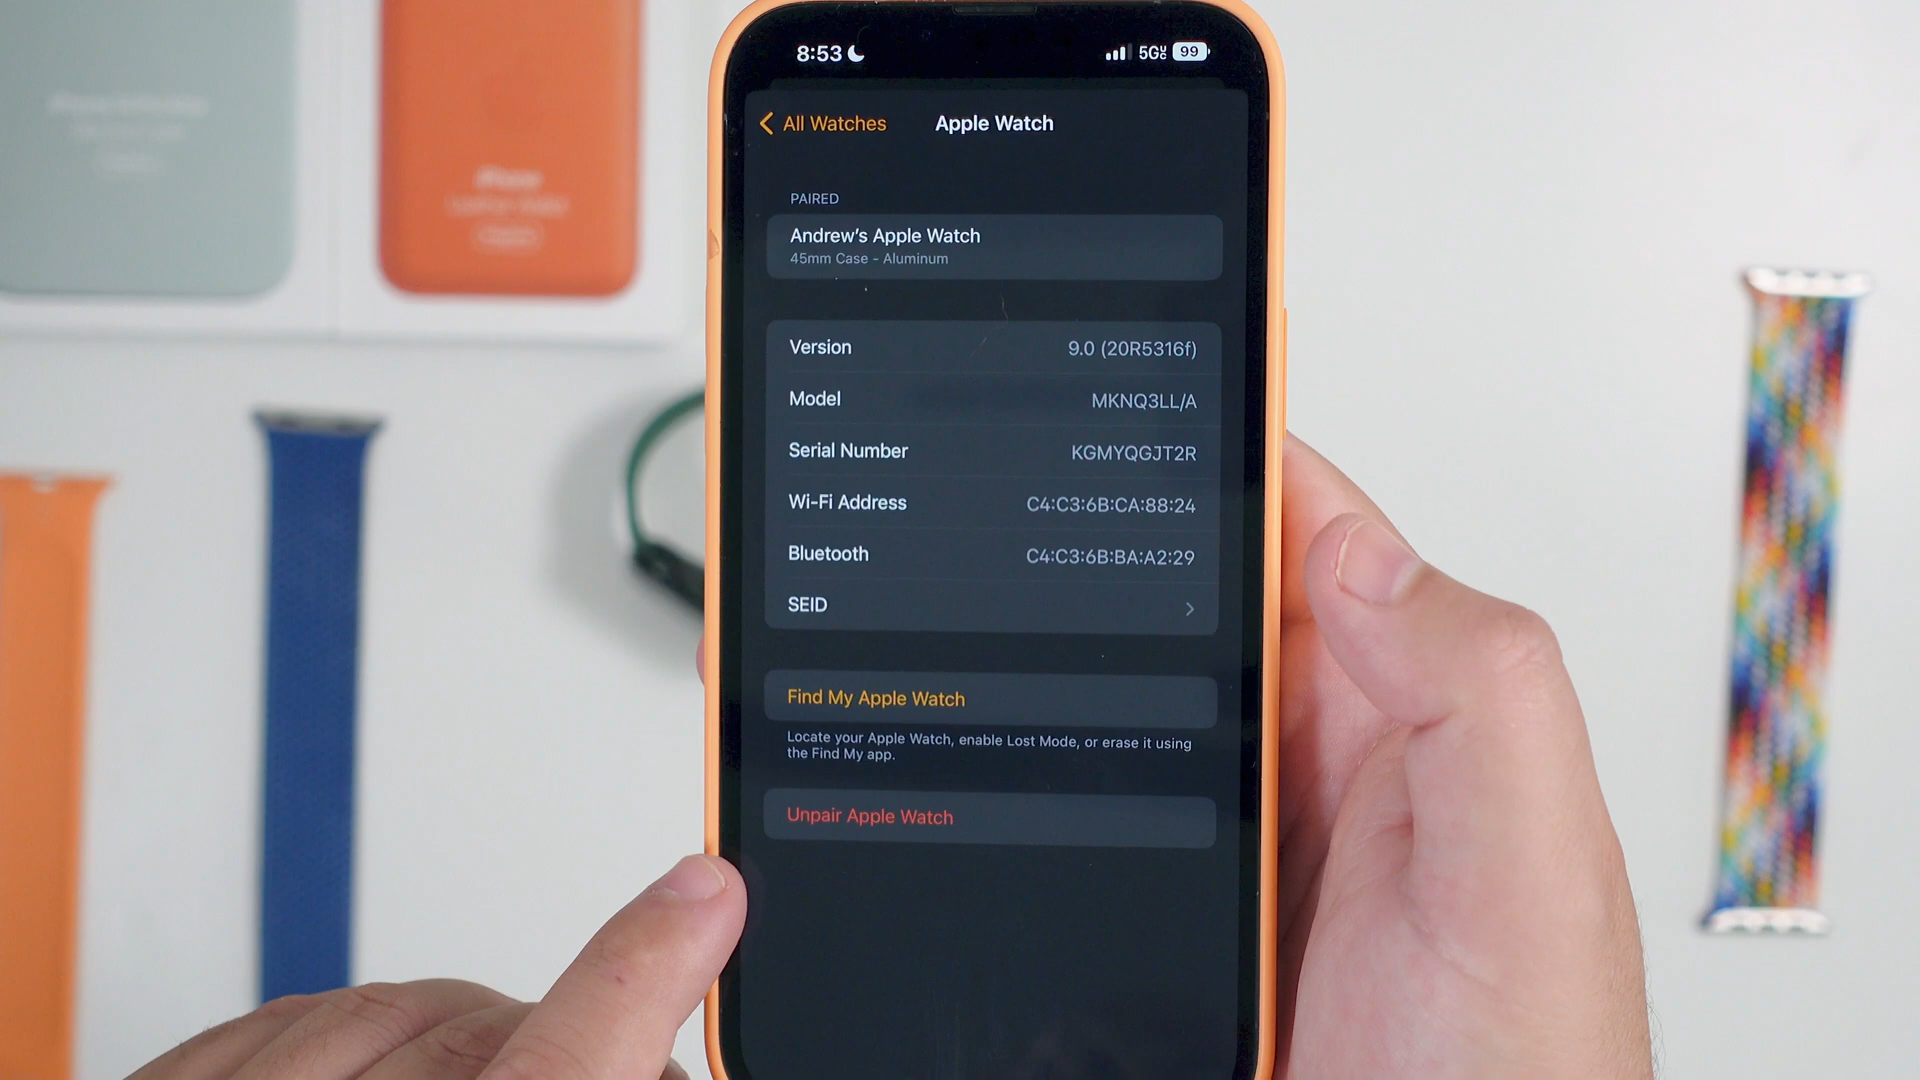 8:53
5GUC 99
All Watches Apple Watch
PAIRED
Andrew's Apple Watch
45mm Case - Aluminum
Version 9.0 (20R5316f)
Model MKNQ3LL/A
Serial Number KGMYQGJT2R
Wi-Fi Address C4:C3:6B:CA:88:24
Bluetooth C4:C3:6B:BA:A2:29
SEID
Find My Apple Watch
Locate your Apple Watch, enable Lost Mode, or erase it using
the Find My app.
Unpair Apple Watch